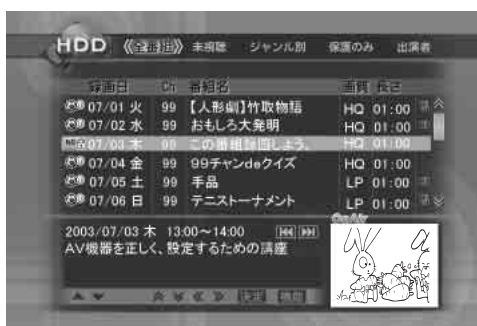 HDD 《全番組》 未視聴 ジャンル別 保護のみ 出演者
録画日 Ch 番組名 画質 長さ
07/01 火 99 【人形劇】竹取物語 HQ 01:00
07/02 水 99 おもしろ大発明 HQ 01:00
07/03 木 99 この番組録画しよう。 HQ 01:00
07/04 金 99 99チャンdeクイズ HQ 01:00
07/05 土 99 手品 LP 01:00
07/06 日 99 テニストーナメント LP 01:00
OnAir
2003/07/03 木 13:00～14:00
AV機器を正しく、設定するための講座